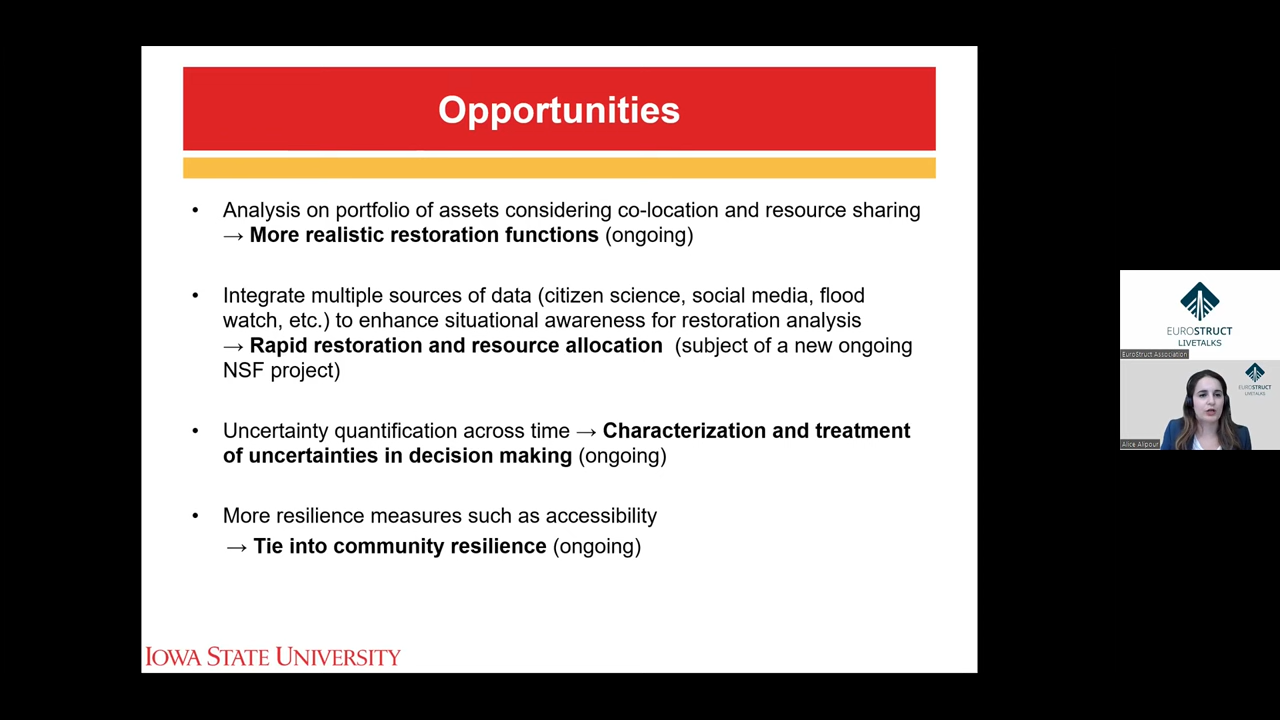 Opportunities
• Analysis on portfolio of assets considering co-location and resource sharing
→ More realistic restoration functions (ongoing)
• Integrate multiple sources of data (citizen science, social media, flood
watch, etc.) to enhance situational awareness for restoration analysis
→ Rapid restoration and resource allocation (subject of a new ongoing
NSF project)
• Uncertainty quantification across time → Characterization and treatment
of uncertainties in decision making (ongoing)
• More resilience measures such as accessibility
→ Tie into community resilience (ongoing)
IOWA STATE UNIVERSITY
EUROSTRUCT
LIVETALKS
EuroStruct Association
EUROSTRUCT
LIVETALKS
Alice Alipour